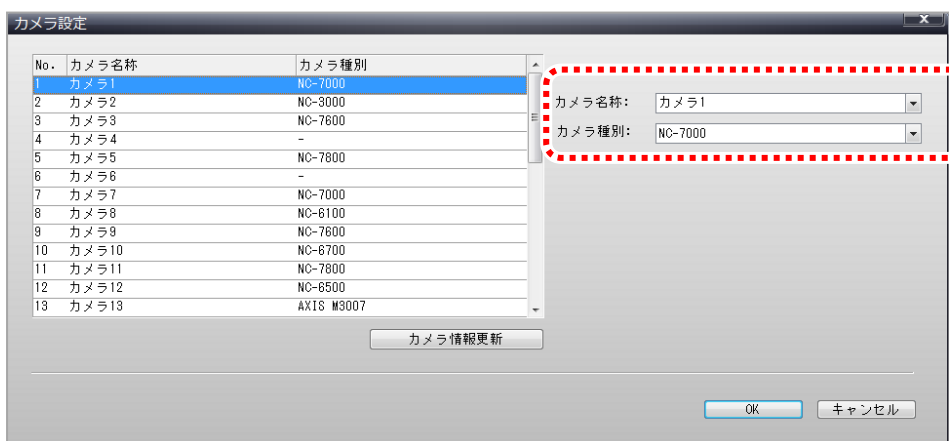 カメラ設定
No. カメラ名称 カメラ種別
1 カメラ1 NC-7000
2 カメラ2 NC-3000
3 カメラ3 NC-7600
4 カメラ4 -
5 カメラ5 NC-7800
6 カメラ6 -
7 カメラ7 NC-7000
8 カメラ8 NC-6100
9 カメラ9 NC-7600
10 カメラ10 NC-6700
11 カメラ11 NC-7800
12 カメラ12 NC-6500
13 カメラ13 AXIS M3007
カメラ情報更新
カメラ名称: カメラ1
カメラ種別: NC-7000
OK キャンセル